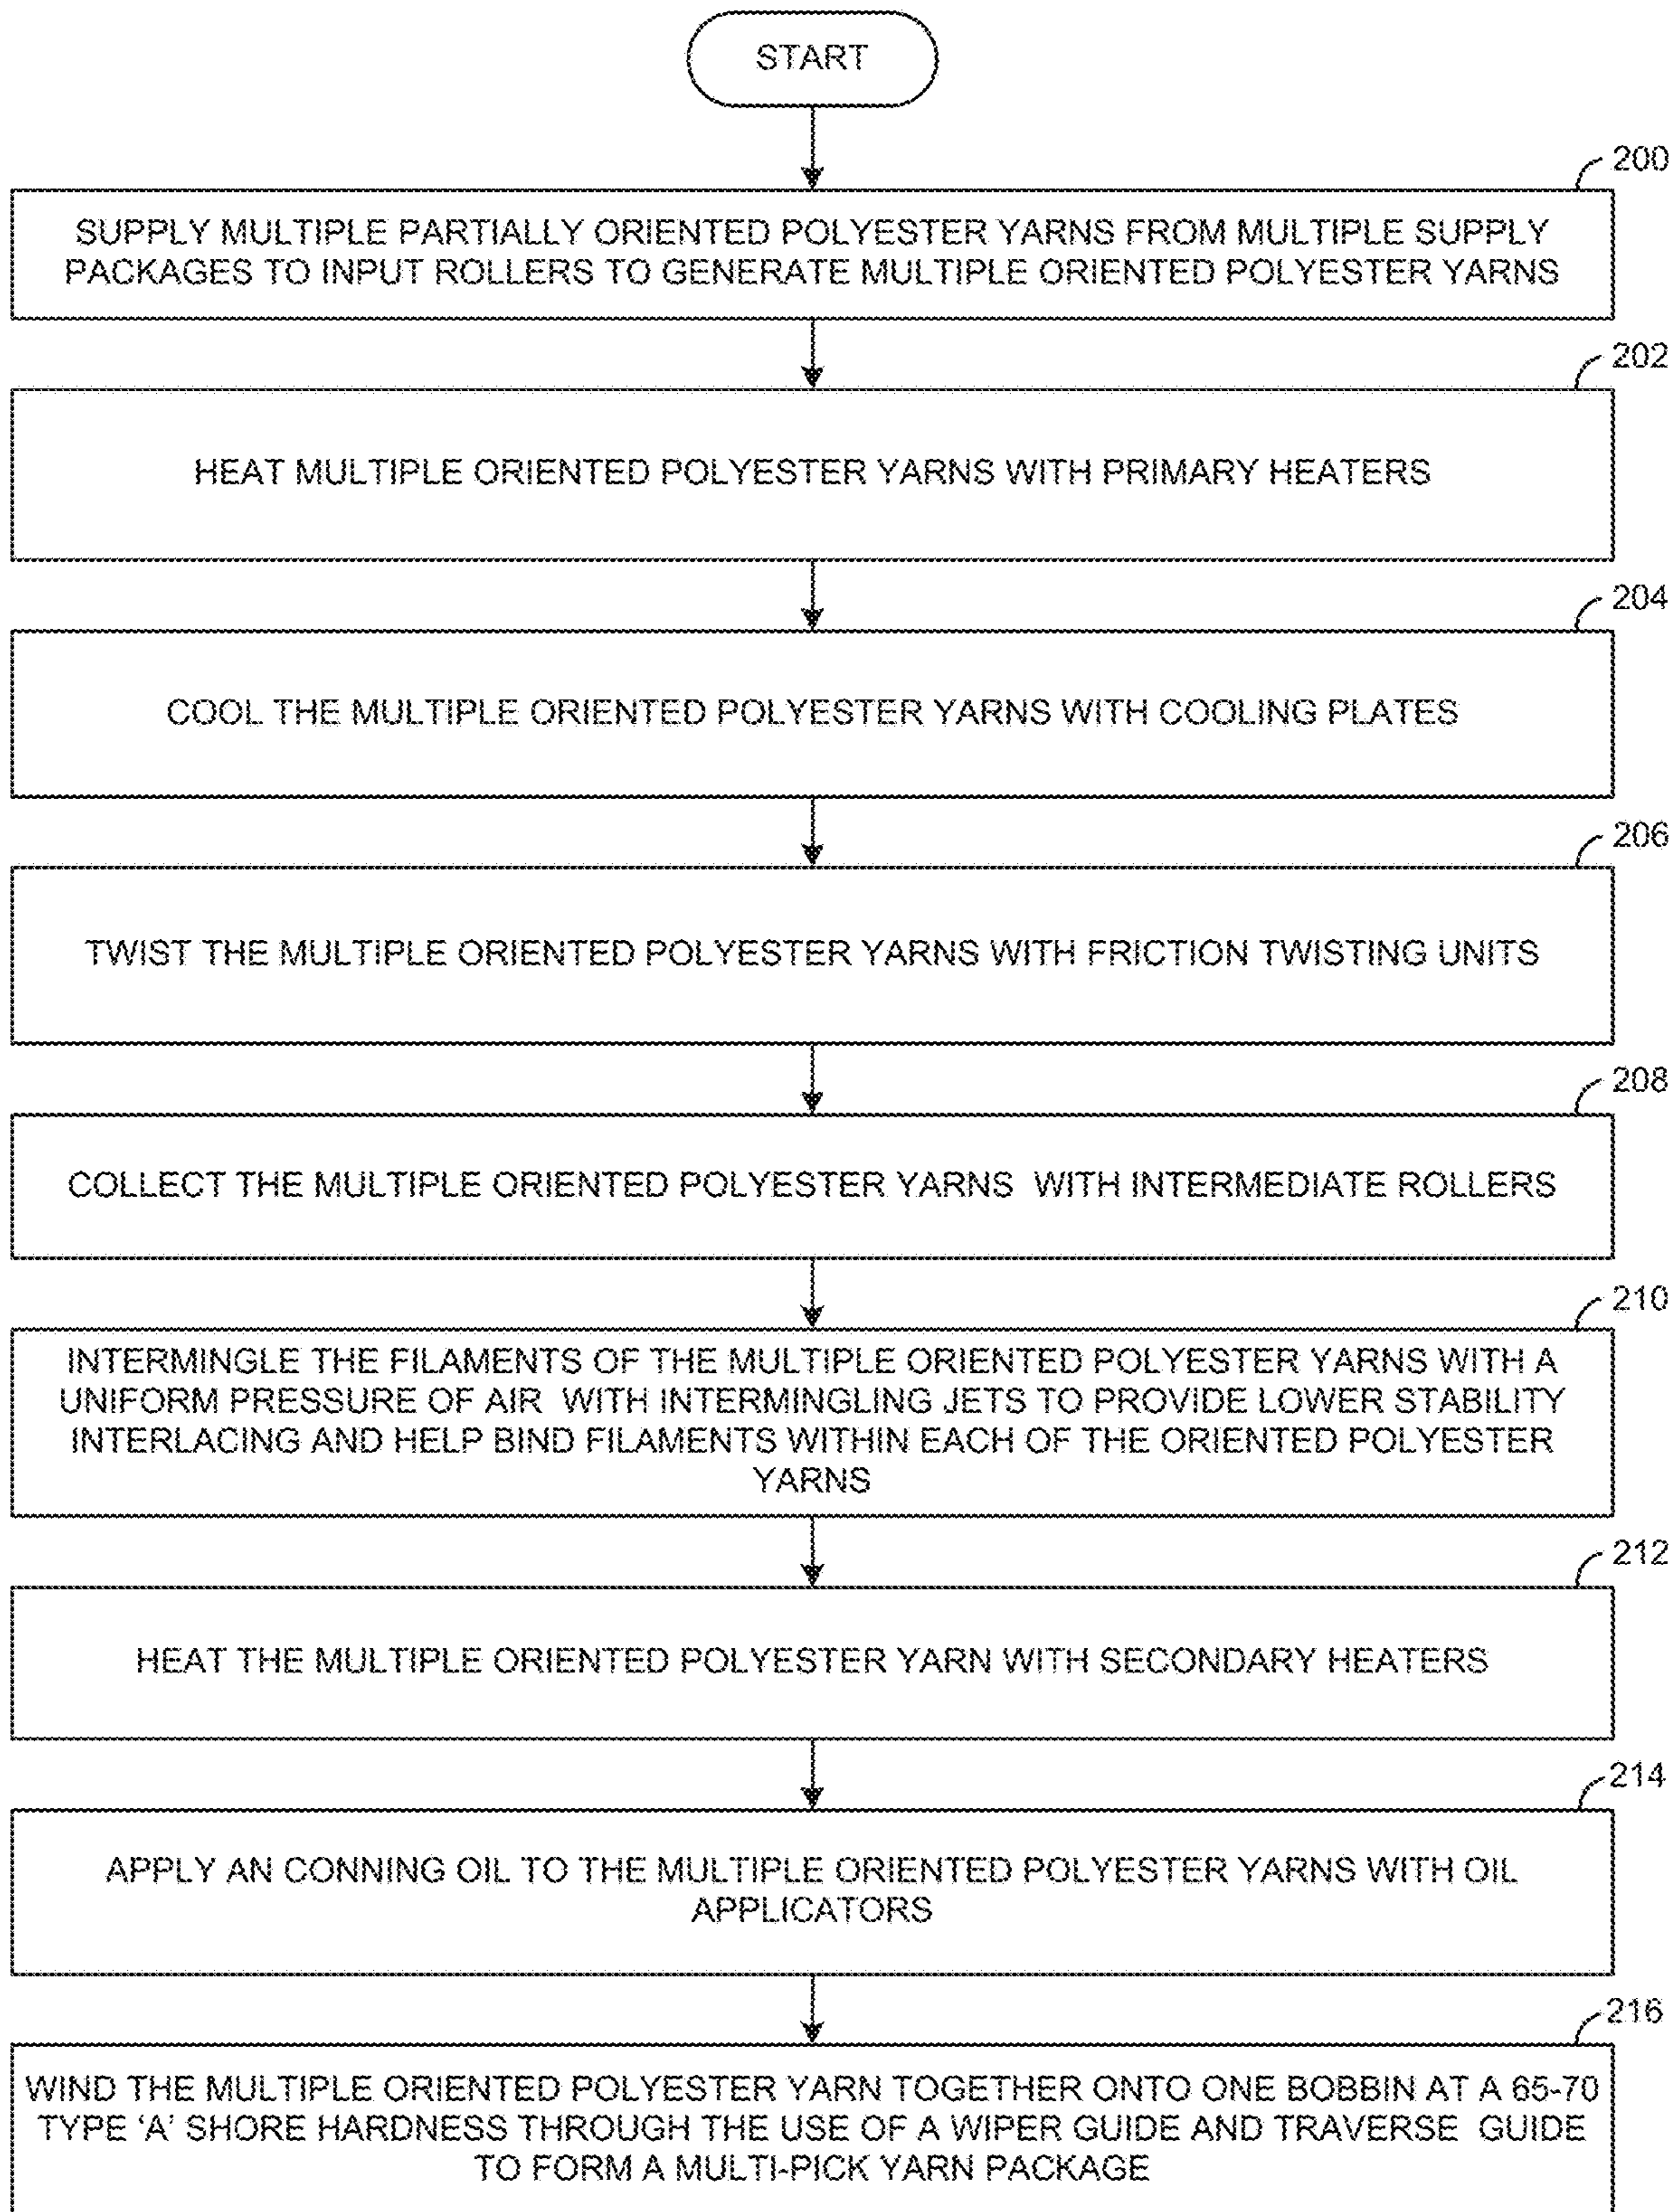 START
200
SUPPLY MULTIPLE PARTIALLY ORIENTED POLYESTER YARNS FROM MULTIPLE SUPPLY
PACKAGES TO INPUT ROLLERS TO GENERATE MULTIPLE ORIENTED POLYESTER YARNS
202
HEAT MULTIPLE ORIENTED POLYESTER YARNS WITH PRIMARY HEATERS
204
COOL THE MULTIPLE ORIENTED POLYESTER YARNS WITH COOLING PLATES
206
TWIST THE MULTIPLE ORIENTED POLYESTER YARNS WITH FRICTION TWISTING UNITS
208
COLLECT THE MULTIPLE ORIENTED POLYESTER YARNS WITH INTERMEDIATE ROLLERS
210
INTERMINGLE THE FILAMENTS OF THE MULTIPLE ORIENTED POLYESTER YARNS WITH A
UNIFORM PRESSURE OF AIR WITH INTERMINGLING JETS TO PROVIDE LOWER STABILITY
INTERLACING AND HELP BIND FILAMENTS WITHIN EACH OF THE ORIENTED POLYESTER
YARNS
212
HEAT THE MULTIPLE ORIENTED POLYESTER YARN WITH SECONDARY HEATERS
214
APPLY AN CONNING OIL TO THE MULTIPLE ORIENTED POLYESTER YARNS WITH OIL
APPLICATORS
216
WIND THE MULTIPLE ORIENTED POLYESTER YARN TOGETHER ONTO ONE BOBBIN AT A 65-70
TYPE ‘A’ SHORE HARDNESS THROUGH THE USE OF A WIPER GUIDE AND TRAVERSE GUIDE
TO FORM A MULTI-PICK YARN PACKAGE